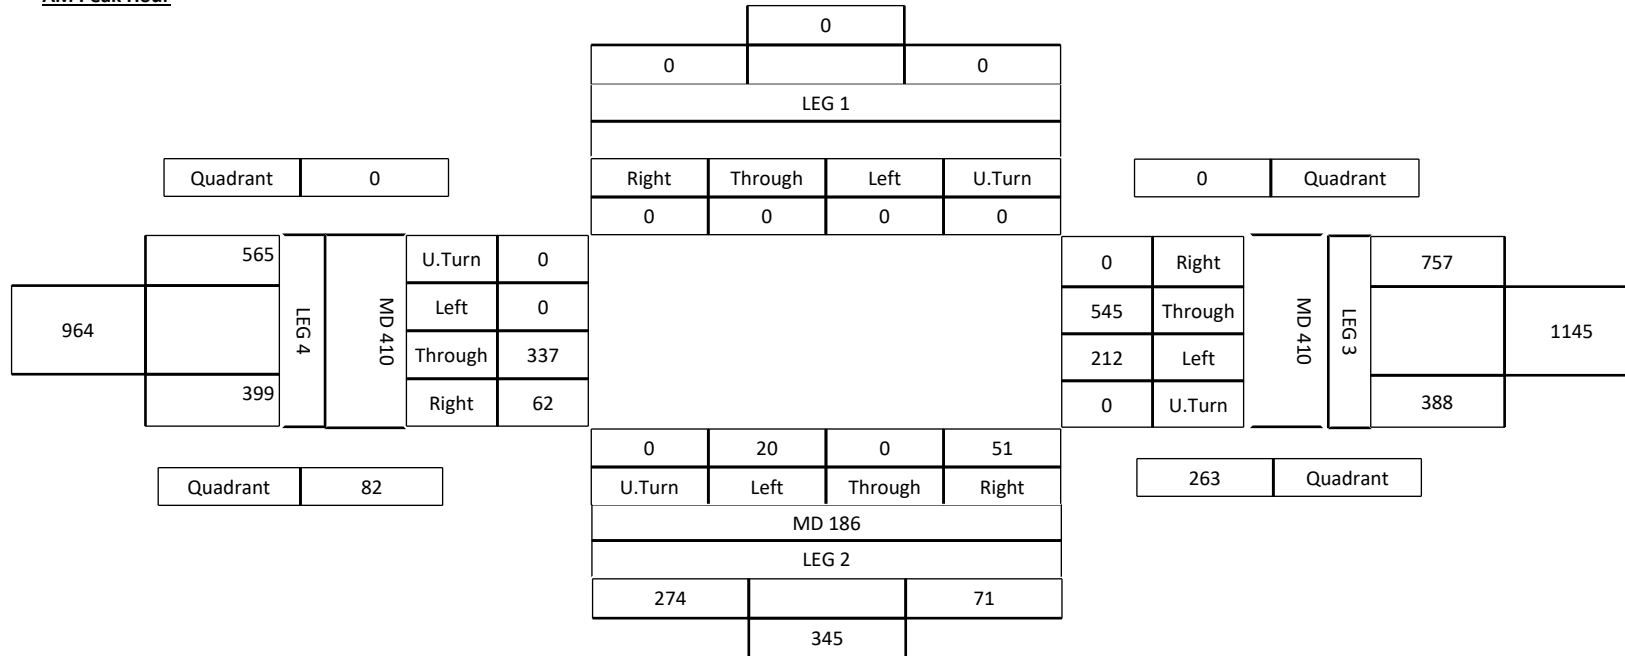 AM Peak Hour
0
0 0
LEG 1
Quadrant 0
Right Through Left U.Turn
0 0 0 0
0 Quadrant
565
964
399
LEG 4
MD 410
U.Turn 0
Left 0
Through 337
Right 62
0 Right
545 Through
212 Left
0 U.Turn
MD 410
LEG 3
757
1145
388
Quadrant 82
0 20 0 51
U.Turn Left Through Right
263 Quadrant
MD 186
LEG 2
274 71
345